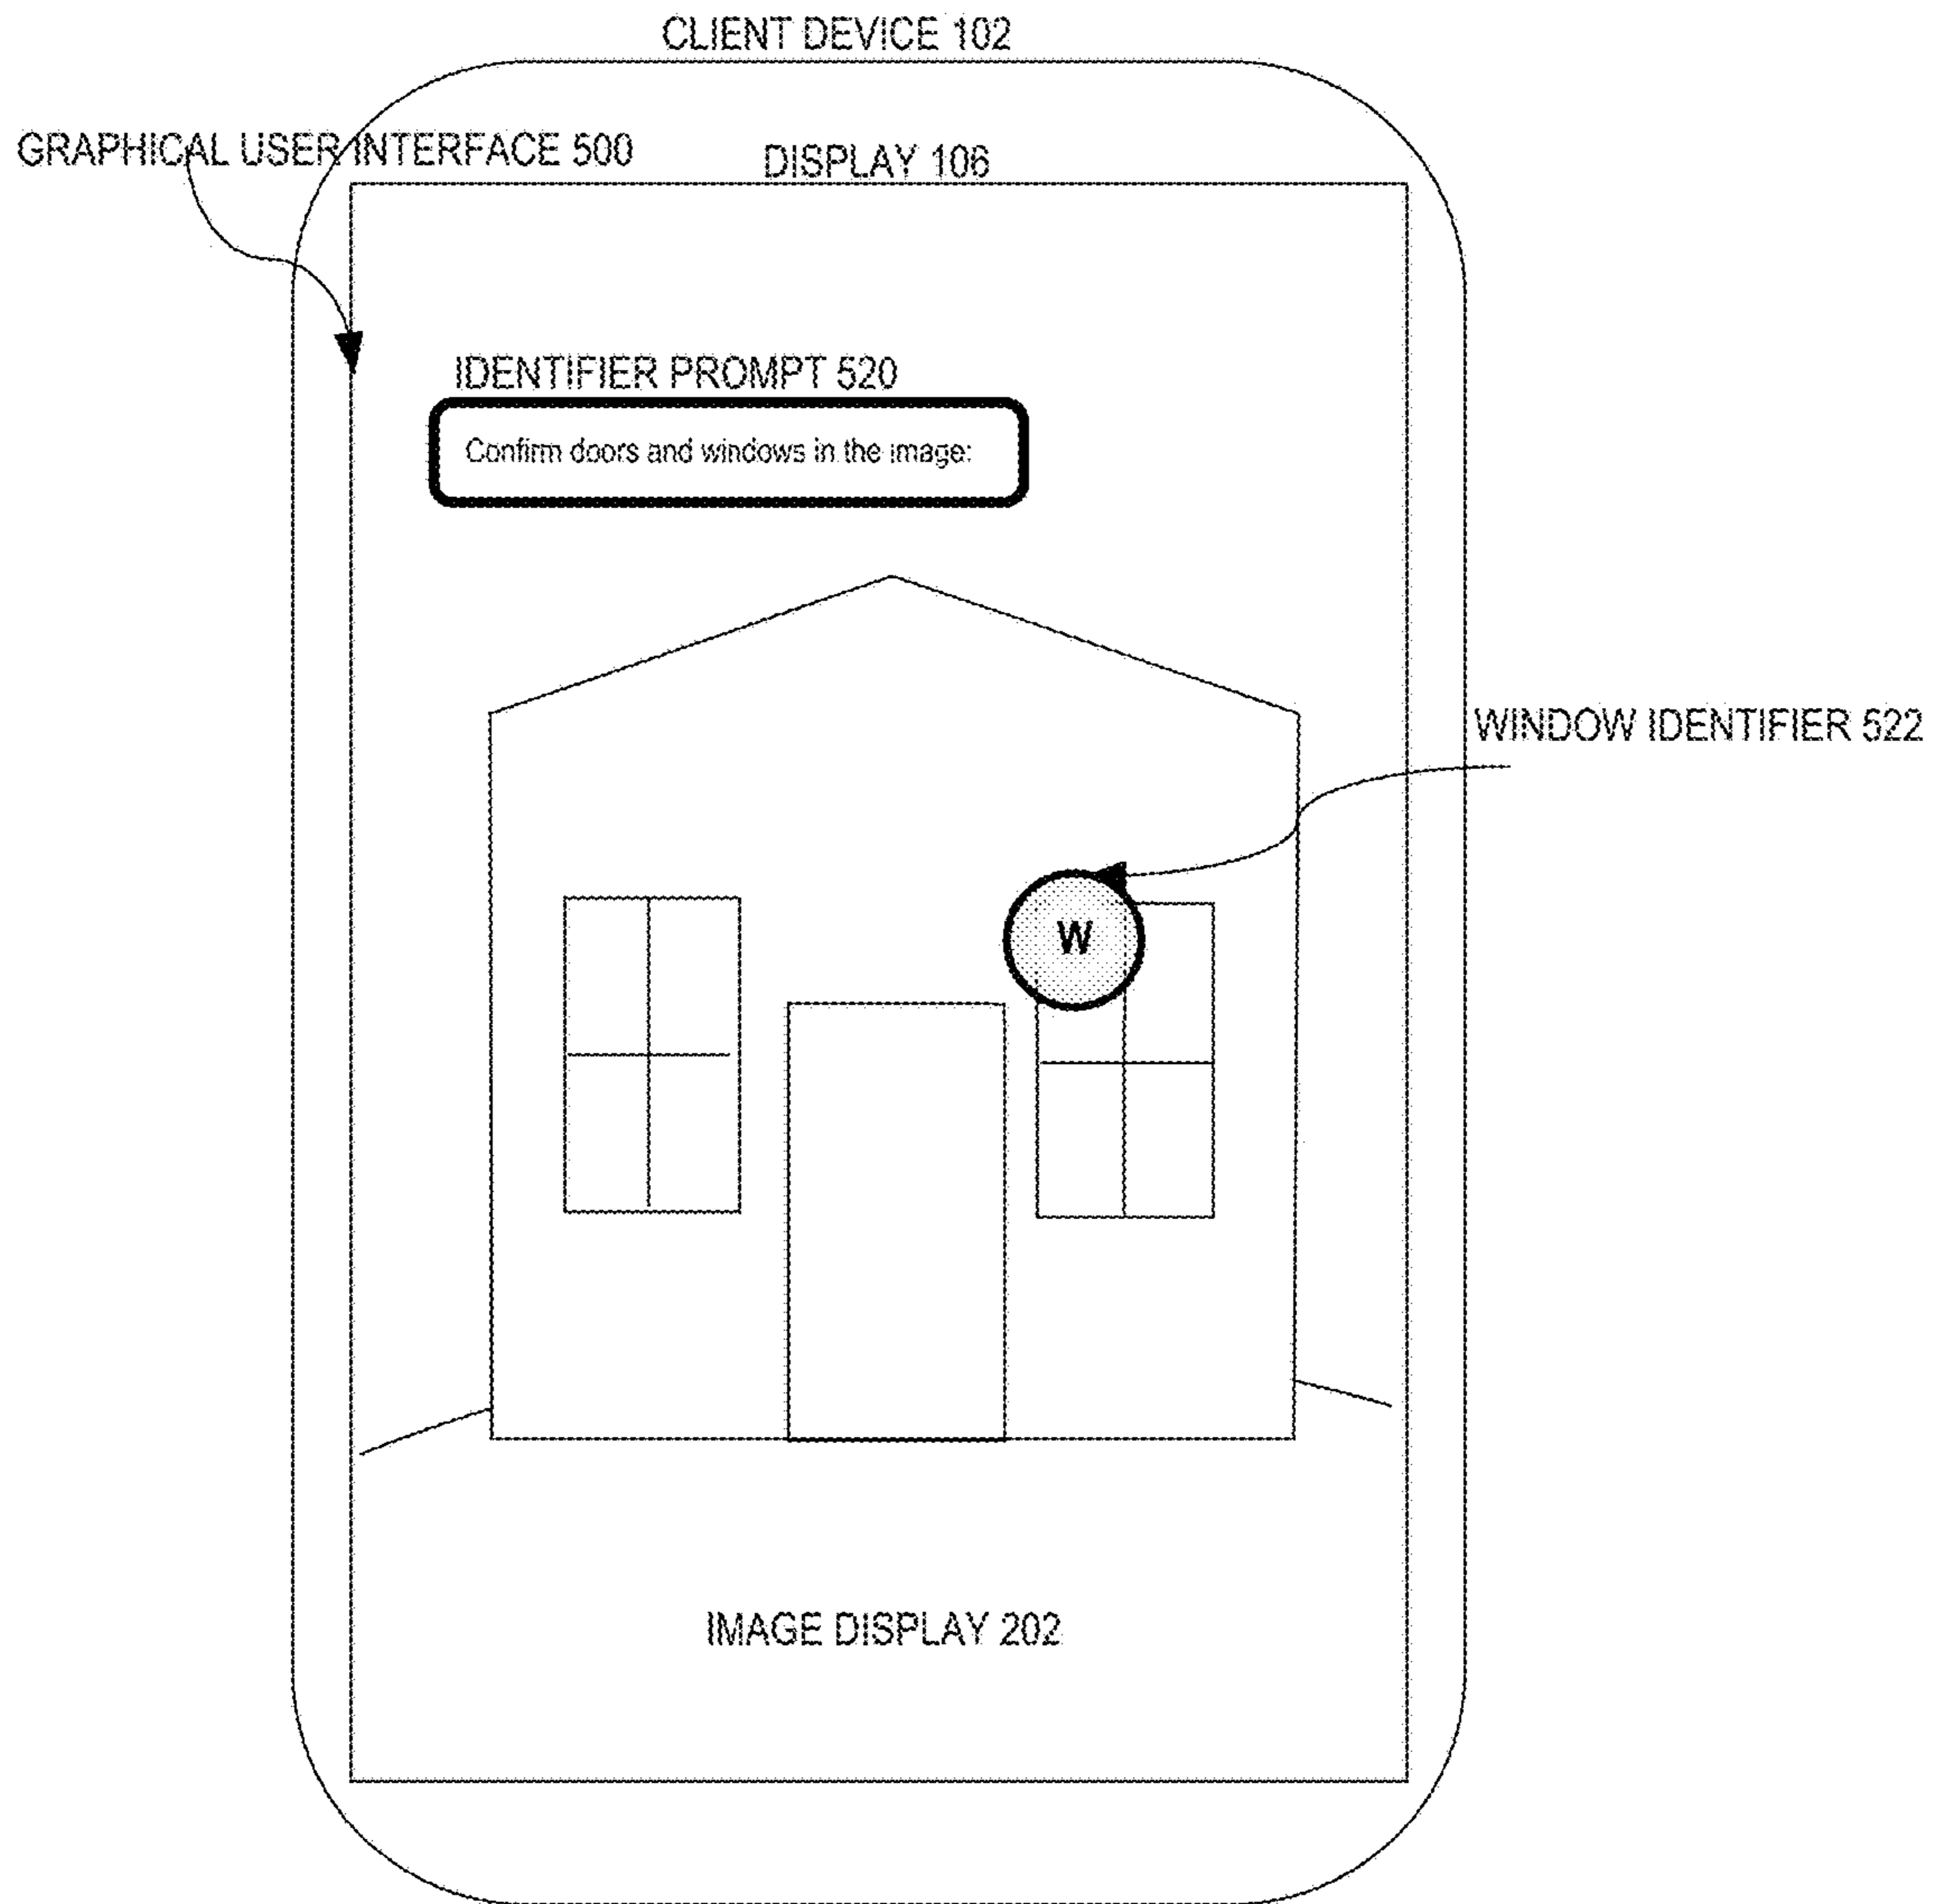 CLIENT DEVICE 102
GRAPHICAL USER INTERFACE 500
DISPLAY 106
IDENTIFIER PROMPT 520
Confirm doors and windows in the image:
WINDOW IDENTIFIER 522
W
IMAGE DISPLAY 202